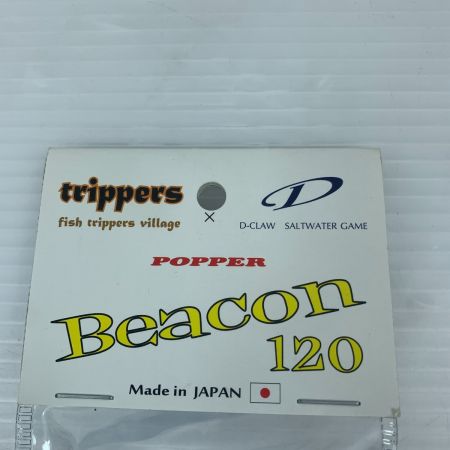 trippers
fish trippers village
×
D
D-CLAW SALTWATER GAME
POPPER
Beacon
120
Made in JAPAN